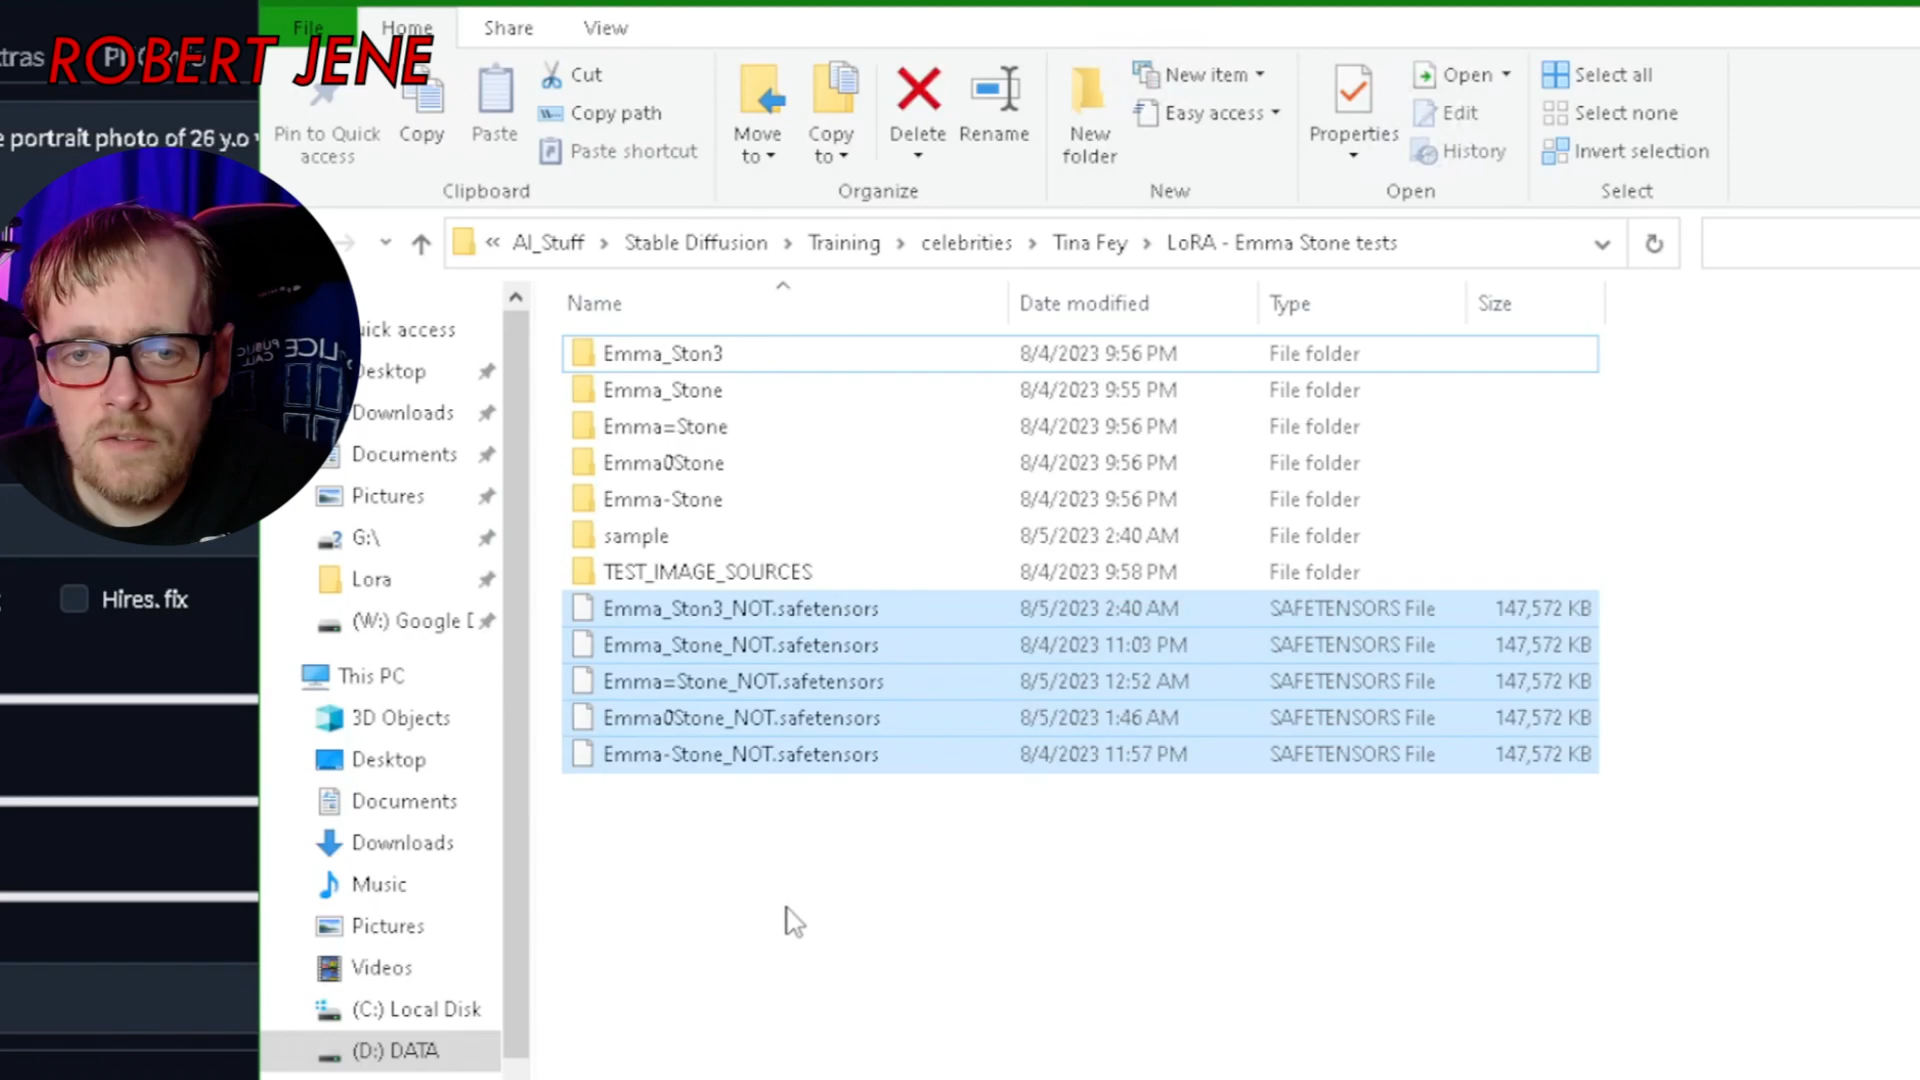 File Home Share View
ROBERT JENE
Cut
Copy path
Paste shortcut
Pin to Quick access
Copy
Paste
Clipboard
Move to
Copy to
Delete
Rename
Organize
New folder
New item
Easy access
New
Properties
Open
Edit
History
Open
Select all
Select none
Invert selection
Select
portrait photo of 26 y.o
« AI_Stuff > Stable Diffusion > Training > celebrities > Tina Fey > LoRA - Emma Stone tests
Name Date modified Type Size
Emma_Ston3 8/4/2023 9:56 PM File folder
Emma_Stone 8/4/2023 9:55 PM File folder
Emma=Stone 8/4/2023 9:56 PM File folder
Emma0Stone 8/4/2023 9:56 PM File folder
Emma-Stone 8/4/2023 9:56 PM File folder
sample 8/5/2023 2:40 AM File folder
TEST_IMAGE_SOURCES 8/4/2023 9:58 PM File folder
Emma_Ston3_NOT.safetensors 8/5/2023 2:40 AM SAFETENSORS File 147,572 KB
Emma_Stone_NOT.safetensors 8/4/2023 11:03 PM SAFETENSORS File 147,572 KB
Emma=Stone_NOT.safetensors 8/5/2023 12:52 AM SAFETENSORS File 147,572 KB
Emma0Stone_NOT.safetensors 8/5/2023 1:46 AM SAFETENSORS File 147,572 KB
Emma-Stone_NOT.safetensors 8/4/2023 11:57 PM SAFETENSORS File 147,572 KB
access
Desktop
Downloads
Documents
Pictures
G:\
Lora
(W:) Google
This PC
3D Objects
Desktop
Documents
Downloads
Music
Pictures
Videos
(C:) Local Disk
(D:) DATA
Hires. fix